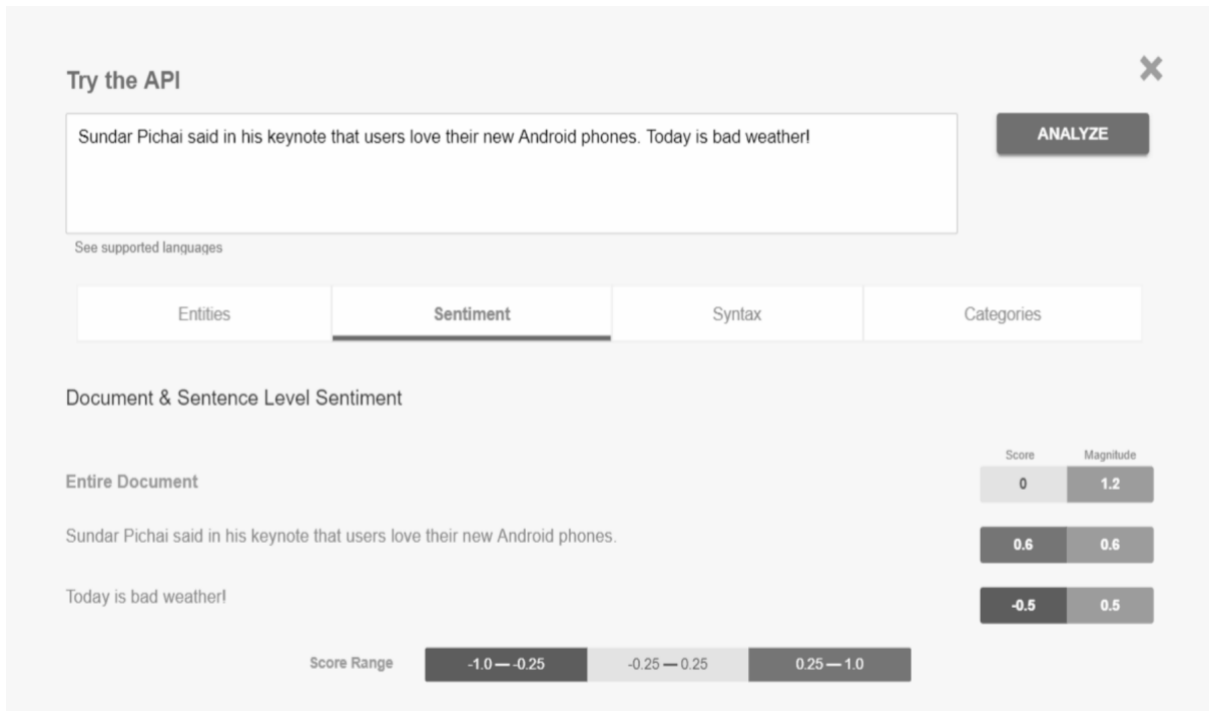 Try the API
Sundar Pichai said in his keynote that users love their new Android phones. Today is bad weather!
ANALYZE
See supported languages
Entities Sentiment Syntax Categories
Document & Sentence Level Sentiment
Score Magnitude
Entire Document 0 1.2
Sundar Pichai said in his keynote that users love their new Android phones. 0.6 0.6
Today is bad weather! -0.5 0.5
Score Range -1.0 — -0.25 -0.25 — 0.25 0.25 — 1.0